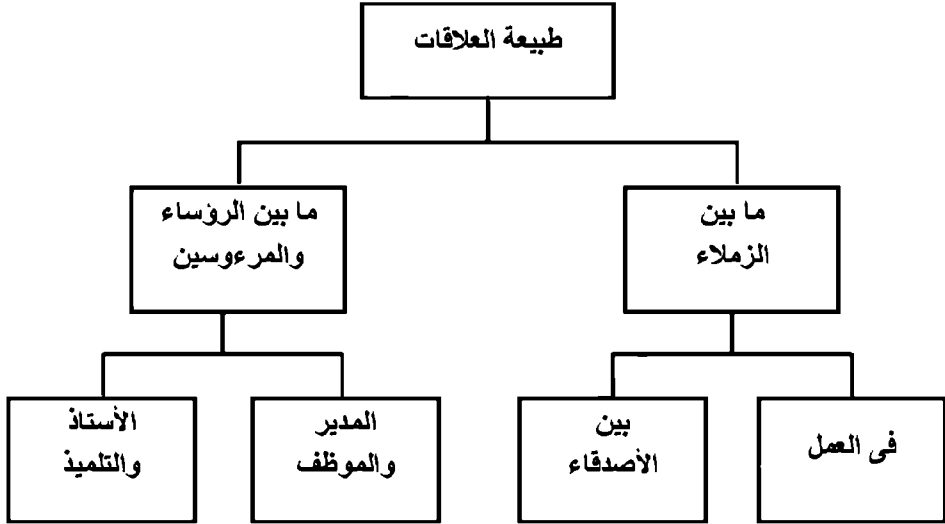 طبيعة العلاقات
ما بين
الزملاء
ما بين الرؤساء
والمرءوسين
فى العمل
بين
الأصدقاء
المدير
والموظف
الأستاذ
والتلميذ